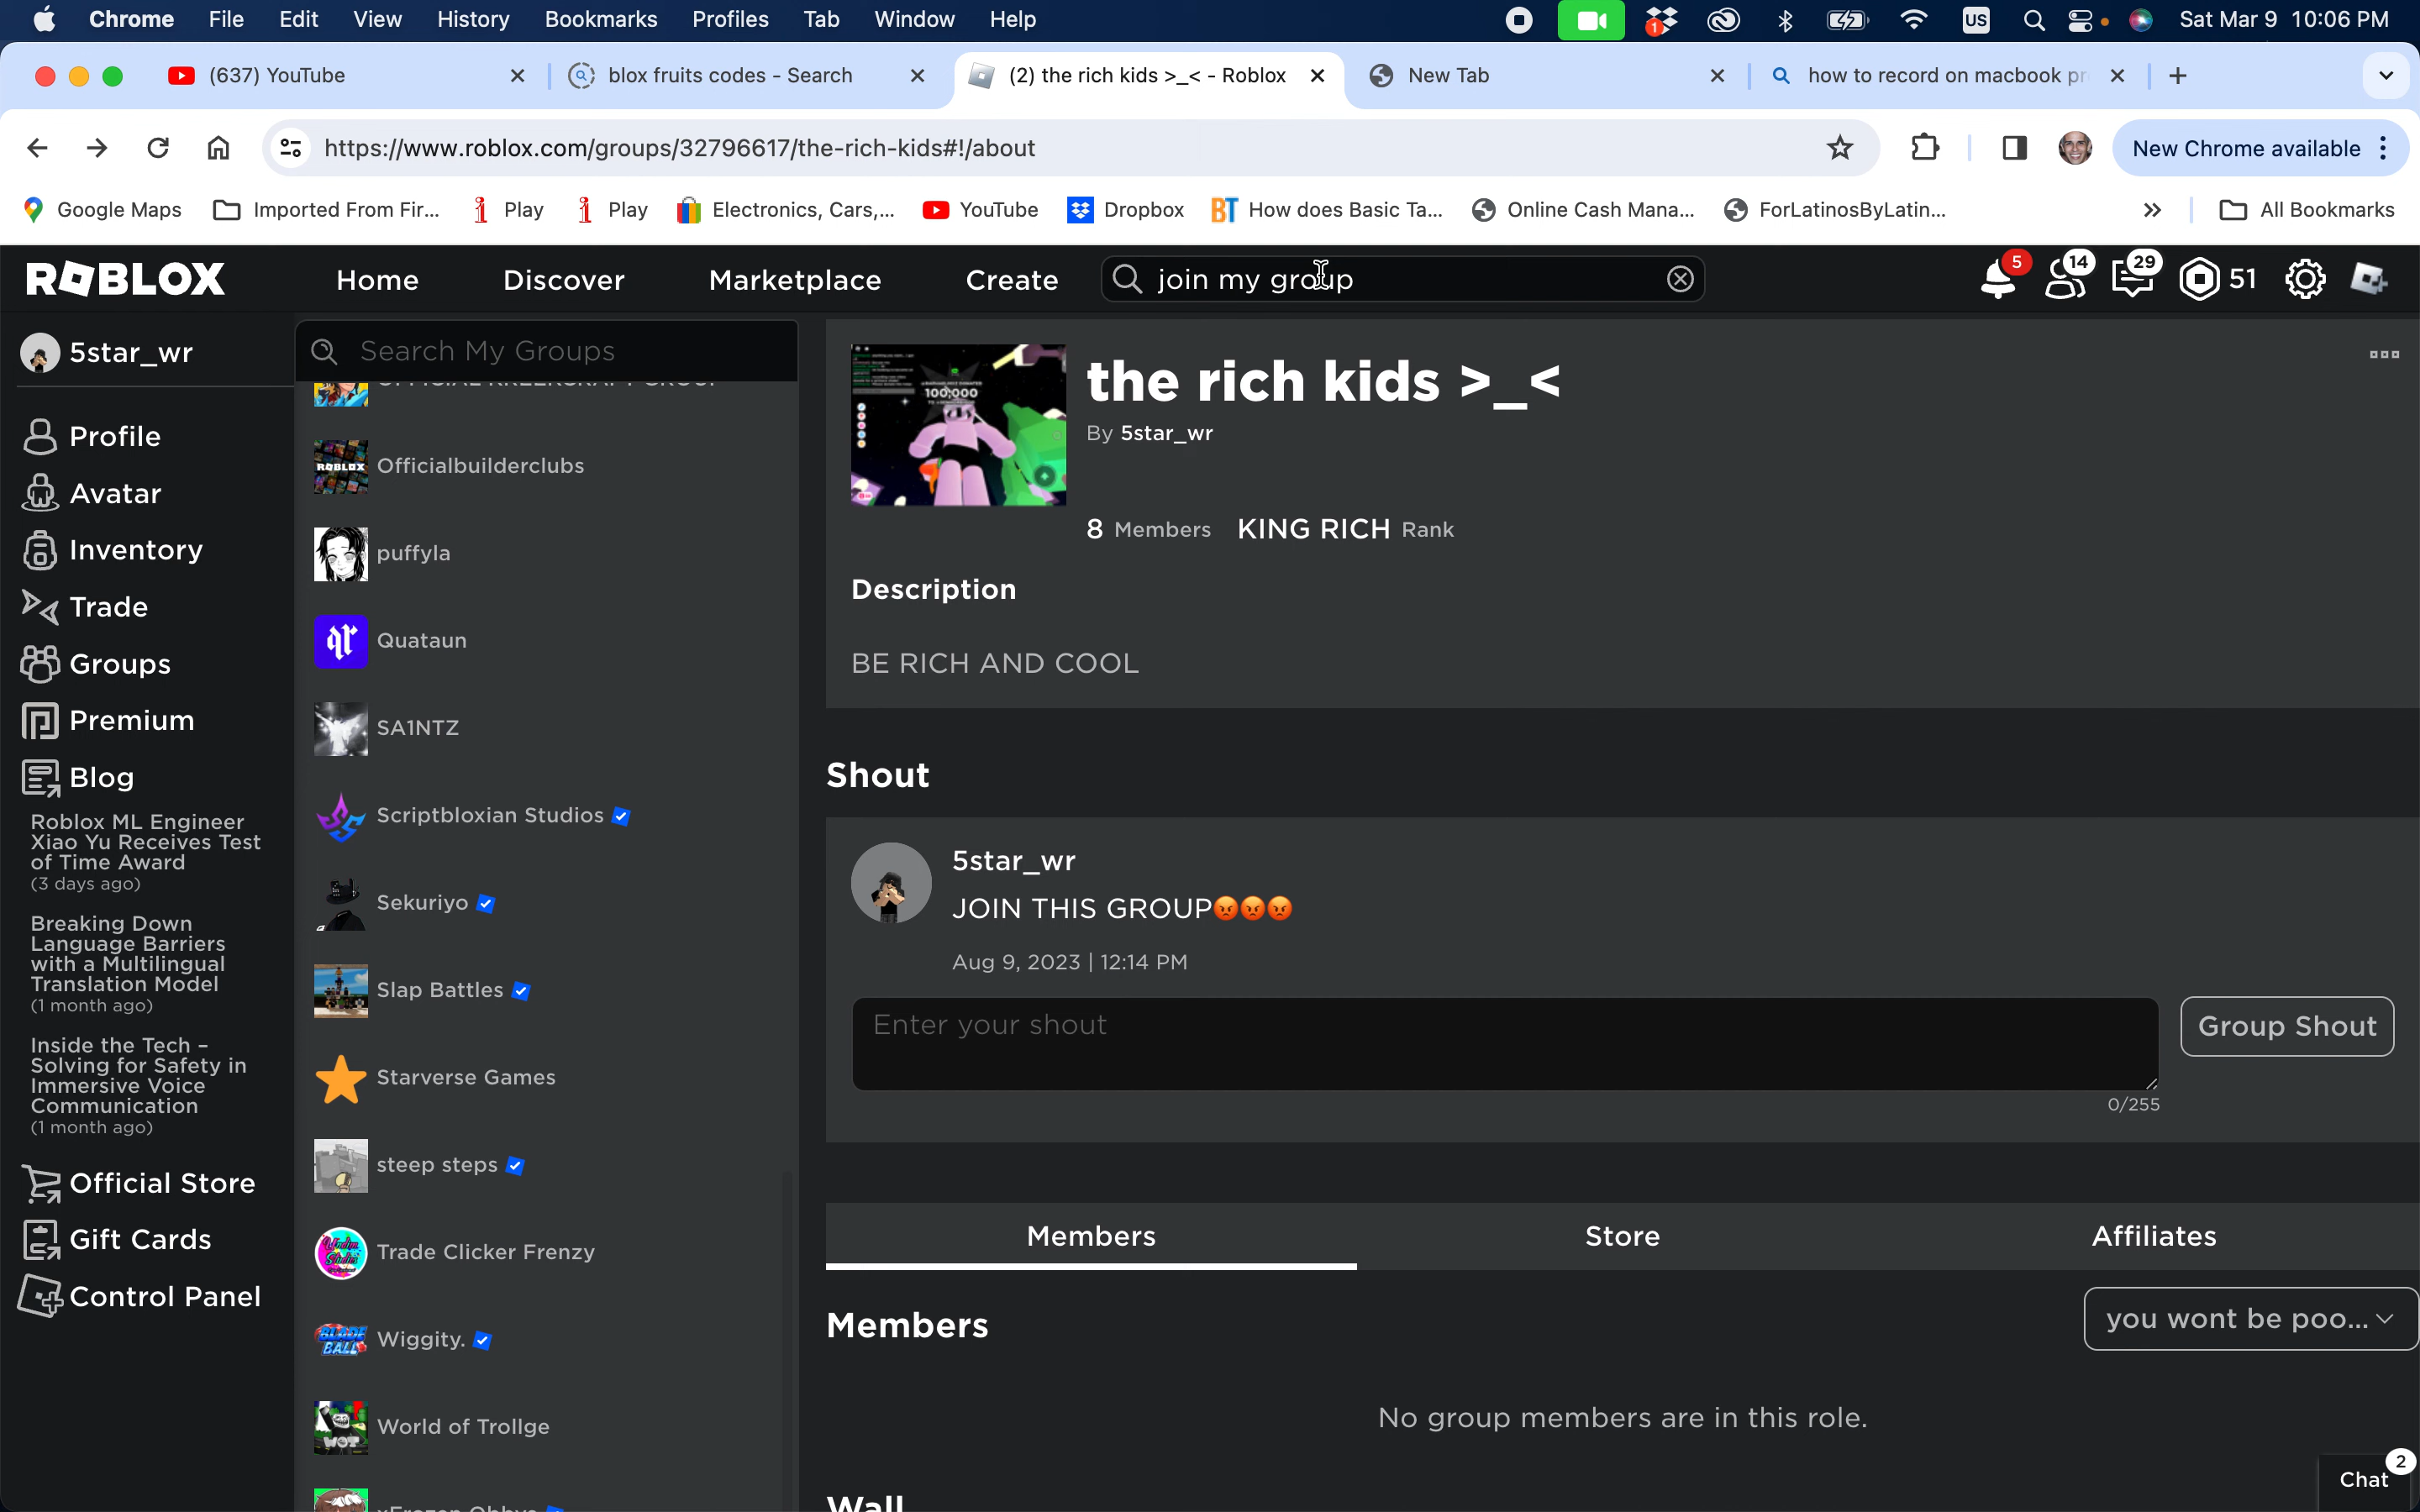 Chrome File Edit View History Bookmarks Profiles Tab Window Help 1 US Sat Mar 9 10:06 PM
(637) YouTube blox fruits codes - Search (2) the rich kids >_< - Roblox New Tab how to record on macbook pr
https://www.roblox.com/groups/32796617/the-rich-kids#!/about New Chrome available
Google Maps Imported From Fir... Play Play Electronics, Cars,... YouTube Dropbox BT How does Basic Ta... Online Cash Mana... ForLatinosByLatin... » All Bookmarks
ROBLOX Home Discover Marketplace Create join my group 5 14 29 51
5star_wr
Profile
Avatar
Inventory
Trade
Groups
Premium
Blog
Roblox ML Engineer
Xiao Yu Receives Test
of Time Award
(3 days ago)
Breaking Down
Language Barriers
with a Multilingual
Translation Model
(1 month ago)
Inside the Tech –
Solving for Safety in
Immersive Voice
Communication
(1 month ago)
Official Store
Gift Cards
Control Panel
Search My Groups
ROBLOX Officialbuilderclubs
puffyla
Quataun
SA1NTZ
Scriptbloxian Studios
Sekuriyo
Slap Battles
Starverse Games
steep steps
Trade Clicker Frenzy
BLADE BALL Wiggity.
WOT World of Trollge
100,000
the rich kids >_<
By 5star_wr
8 Members KING RICH Rank
Description
BE RICH AND COOL
Shout
5star_wr
JOIN THIS GROUP😡😡😡
Aug 9, 2023 | 12:14 PM
Enter your shout
Group Shout
0/255
Members Store Affiliates
Members
you wont be poo...
No group members are in this role.
Wall
Chat 2